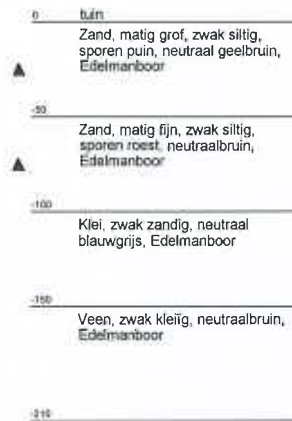 0 tuin
Zand, matig grof, zwak siltig,
sporen puin, neutraal geelbruin,
Edelmanboor
-50
Zand, matig fijn, zwak siltig,
sporen roest, neutraalbruin,
Edelmanboor
-100
Klei, zwak zandig, neutraal
blauwgrijs, Edelmanboor
-150
Veen, zwak kleiïg, neutraalbruin,
Edelmanboor
-210